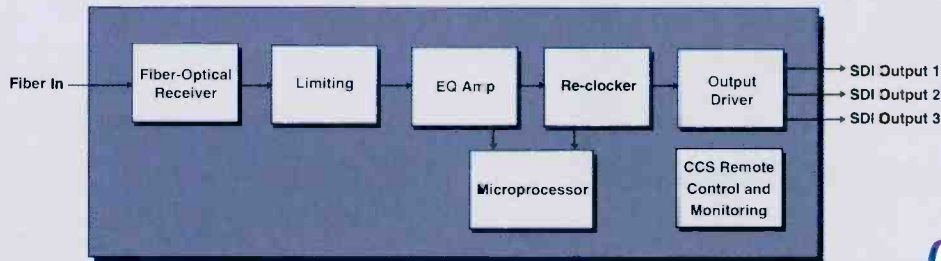 Fiber In
Fiber-Optical
Receiver
Limiting
EQ Amp
Re-clocker
Output
Driver
SDI Output 1
SDI Output 2
SDI Output 3
Microprocessor
CCS Remote
Control and
Monitoring